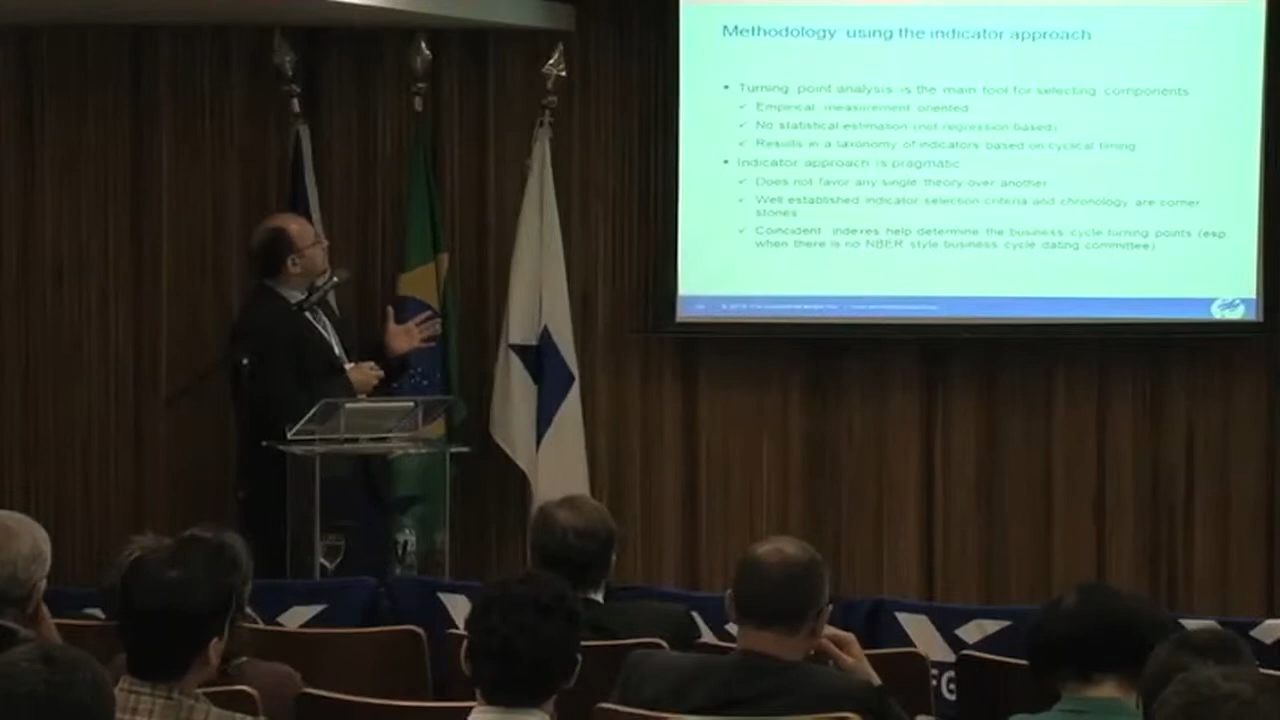 Methodology using the indicator approach
• Turning point analysis is the main tool for selecting components
✓ Empirical measurement oriented
✓ No statistical estimation (not regression based)
✓ Results in a taxonomy of indicators based on cyclical timing
• Indicator approach is pragmatic
✓ Does not favor any single theory over another
✓ Well established indicator selection criteria and chronology are corner
stones
✓ Coincident indexes help determine the business cycle turning points (esp.
when there is no NBER style business cycle dating committee)
FG